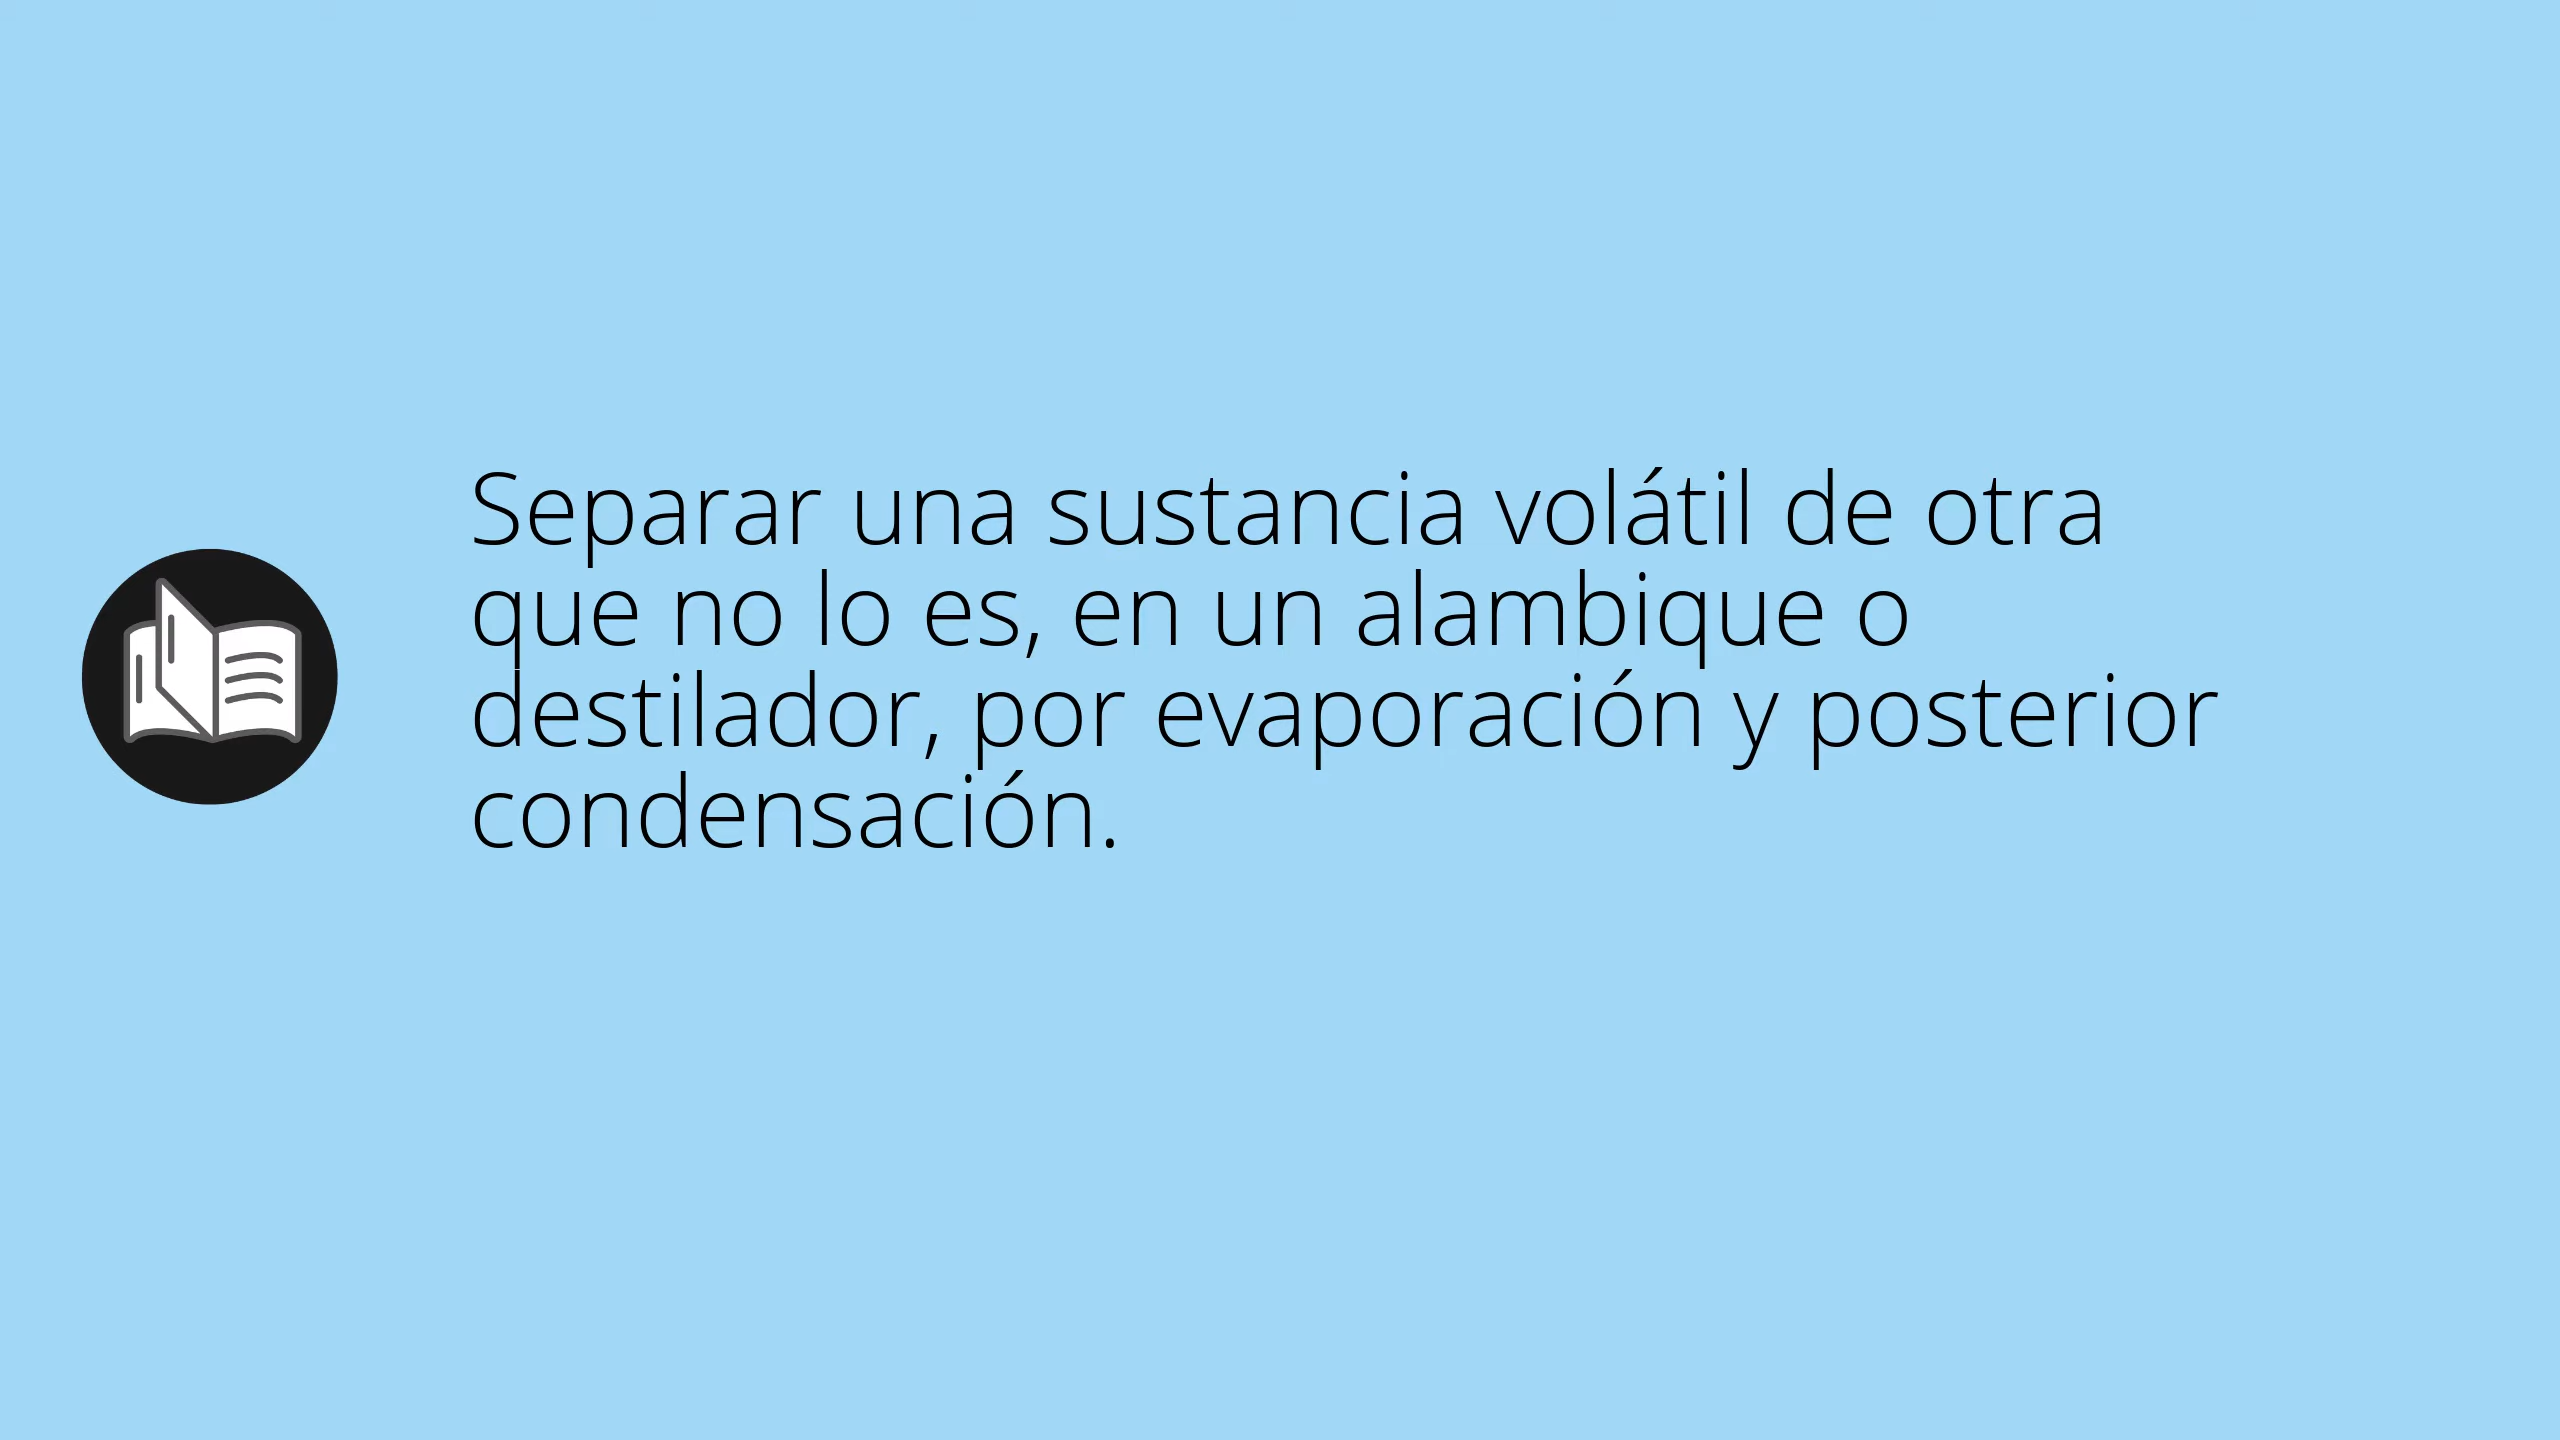 Separar una sustancia volátil de otra
que no lo es, en un alambique o
destilador, por evaporación y posterior
condensación.